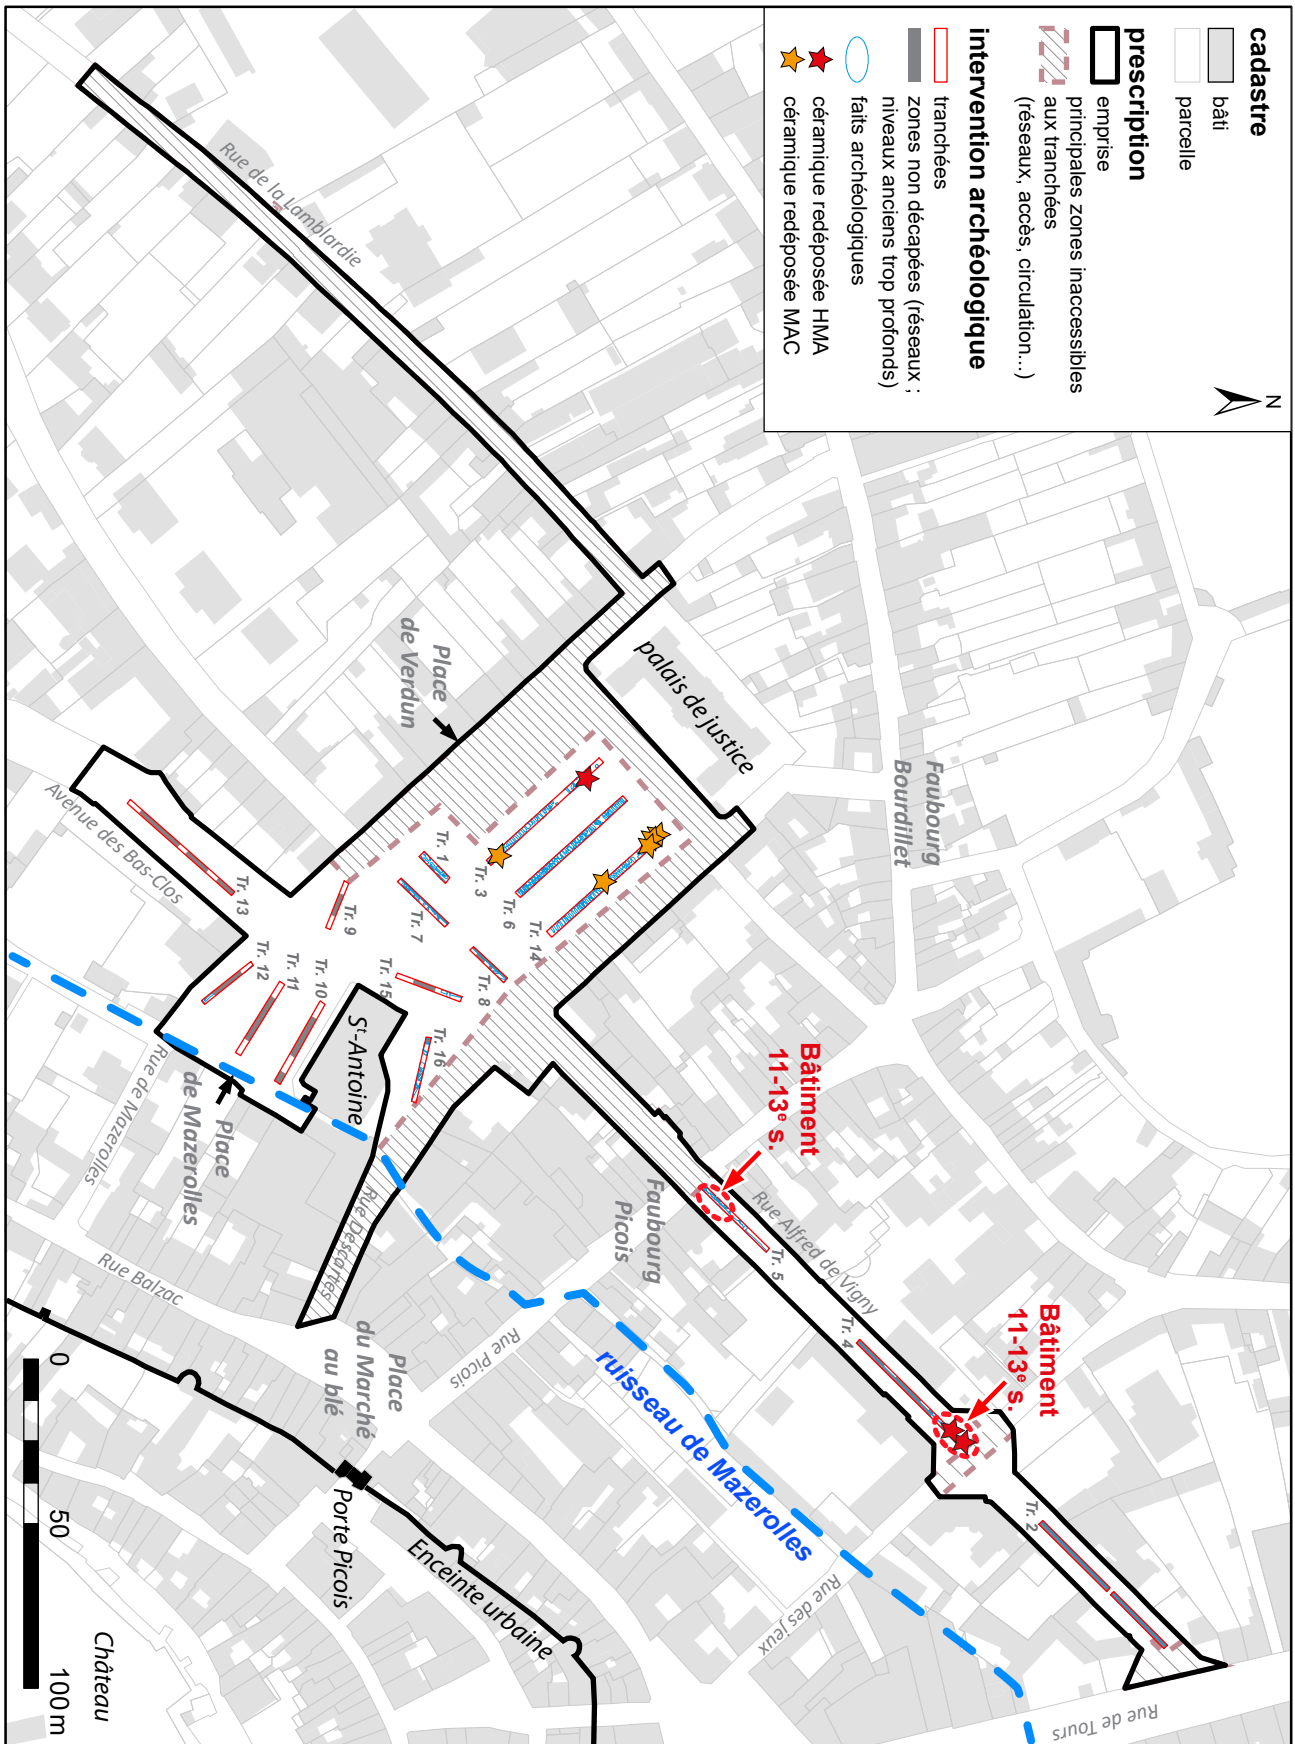 cadastre
bâti
parcelle
prescription
emprise
principales zones inaccessibles
aux tranchées
(réseaux, accès, circulation...)
intervention archéologique
tranchées
zones non décapées (réseaux ;
niveaux anciens trop profonds)
faits archéologiques
céramique redéposée HMA
céramique redéposée MAC
N
Rue de la Lamblardie
palais de justice
Place
de Verdun
Faubourg
Bourdillet
Avenue des Bas-Clos
Tr. 1
Tr. 3
Tr. 6
Tr. 14
Tr. 7
Tr. 8
Tr. 9
Tr. 13
Tr. 12
Tr. 11
Tr. 10
Tr. 15
Tr. 16
St-Antoine
Place
de Mazerolles
Rue de Mazerolles
Rue Descartes
Rue Balzac
Bâtiment
11-13e s.
Faubourg
Picois
Rue Alfred de Vigny
Tr. 5
Tr. 4
Bâtiment
11-13e s.
Tr. 2
Rue Picois
ruisseau de Mazerolles
Rue des jeux
Rue de Tours
Place
du Marché
au blé
Porte Picois
Enceinte urbaine
Château
0
50
100 m